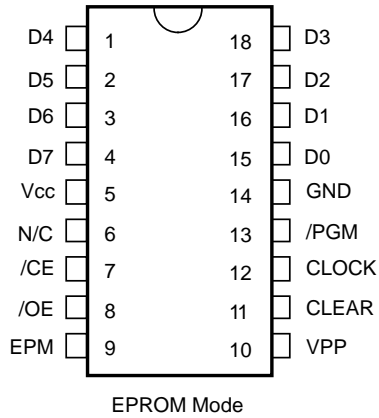 D4 1 18 D3
D5 2 17 D2
D6 3 16 D1
D7 4 15 D0
Vcc 5 14 GND
N/C 6 13 /PGM
/CE 7 12 CLOCK
/OE 8 11 CLEAR
EPM 9 10 VPP
EPROM Mode